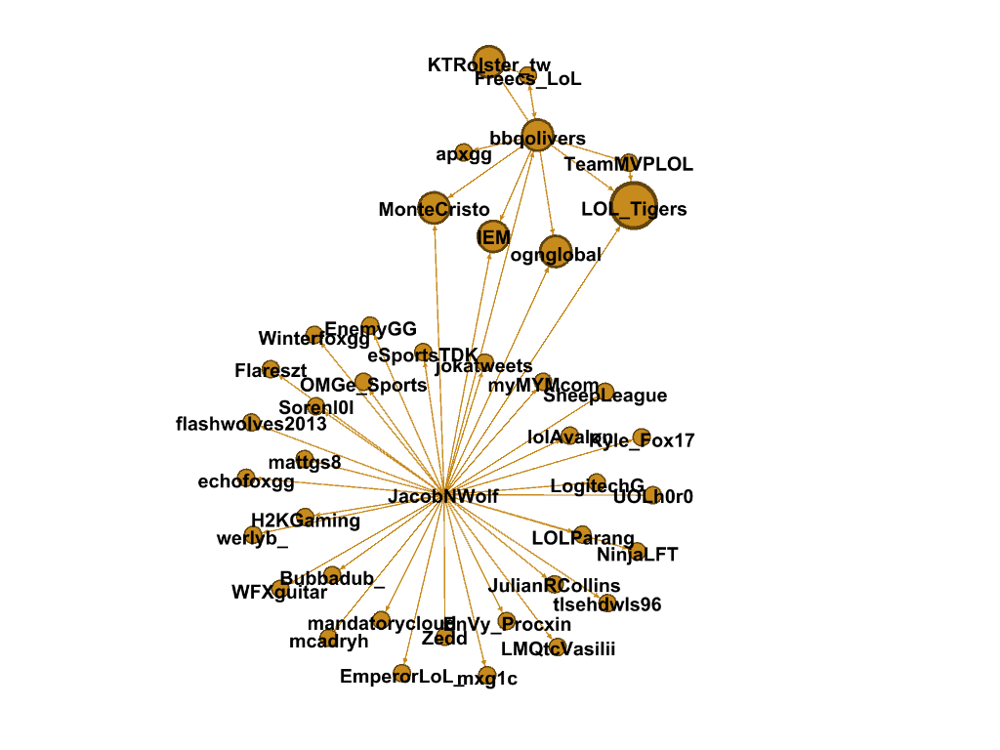 KTRolster_tw
Freecs_LoL
bbqolivers
apxgg
TeamMVPLOL
MonteCristo
LOL_Tigers
IEM
ognglobal
EnemyGG
Winterfoxgg
eSportsTDK
jokatweets
Flareszt
OMGe_Sports
myMYMcom
SheepLeague
Sorenl0l
flashwolves2013
lolAvalon
Kyle_Fox17
mattgs8
echofoxgg
LogitechG
UOLh0r0
JacobNWolf
H2KGaming
werlyb_
LOLParang
NinjaLFT
Bubbadub_
WFXguitar
JulianRCollins
tlsehdwls96
mandatorycloud
EnVy_Procxin
mcadryh
Zedd
LMQtcVasilii
EmperorLoL_
mxg1c